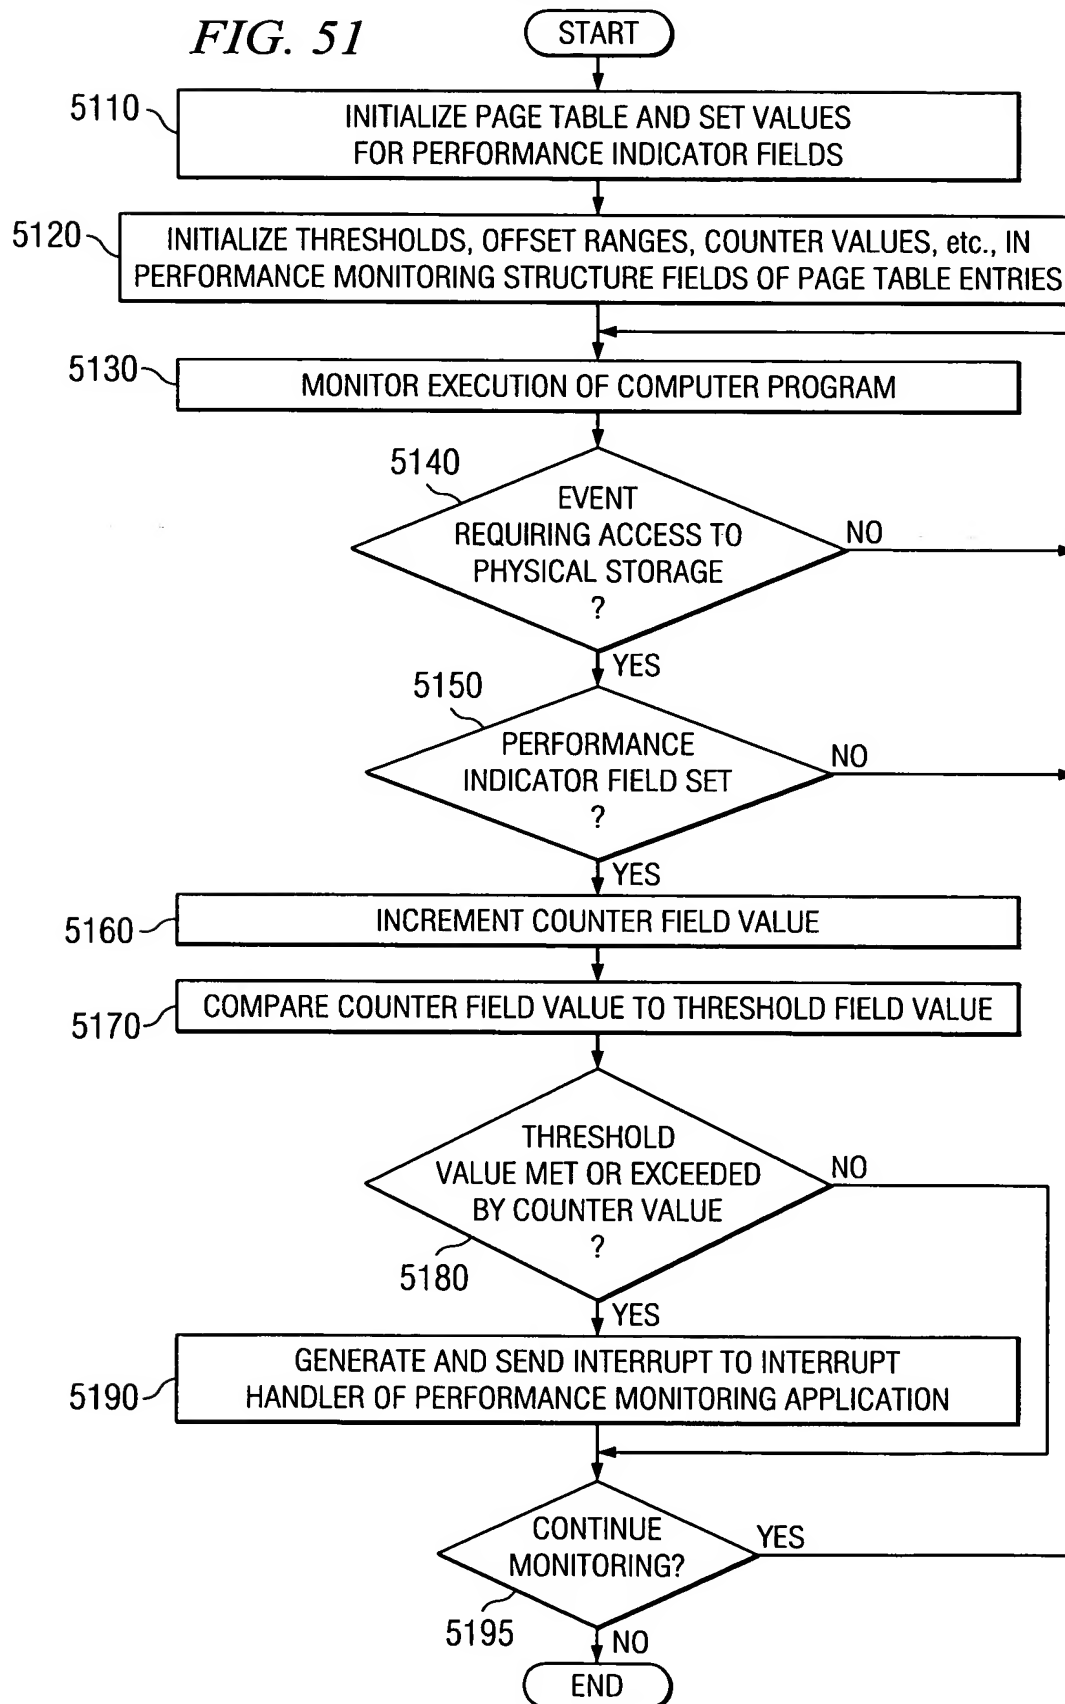 FIG. 51
START
5110
INITIALIZE PAGE TABLE AND SET VALUES
FOR PERFORMANCE INDICATOR FIELDS
5120
INITIALIZE THRESHOLDS, OFFSET RANGES, COUNTER VALUES, etc., IN
PERFORMANCE MONITORING STRUCTURE FIELDS OF PAGE TABLE ENTRIES
5130
MONITOR EXECUTION OF COMPUTER PROGRAM
5140
EVENT
REQUIRING ACCESS TO
PHYSICAL STORAGE
?
NO
YES
5150
PERFORMANCE
INDICATOR FIELD SET
?
NO
YES
5160
INCREMENT COUNTER FIELD VALUE
5170
COMPARE COUNTER FIELD VALUE TO THRESHOLD FIELD VALUE
THRESHOLD
VALUE MET OR EXCEEDED
BY COUNTER VALUE
?
NO
5180
YES
5190
GENERATE AND SEND INTERRUPT TO INTERRUPT
HANDLER OF PERFORMANCE MONITORING APPLICATION
CONTINUE
MONITORING?
YES
5195
NO
END